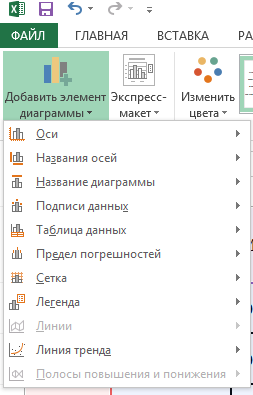 ФАЙЛ ГЛАВНАЯ ВСТАВКА РА
Добавить элемент диаграммы
Экспресс-макет
Изменить цвета
Оси
Названия осей
Название диаграммы
Подписи данных
Таблица данных
Предел погрешностей
Сетка
Легенда
Линии
Линия тренда
Полосы повышения и понижения